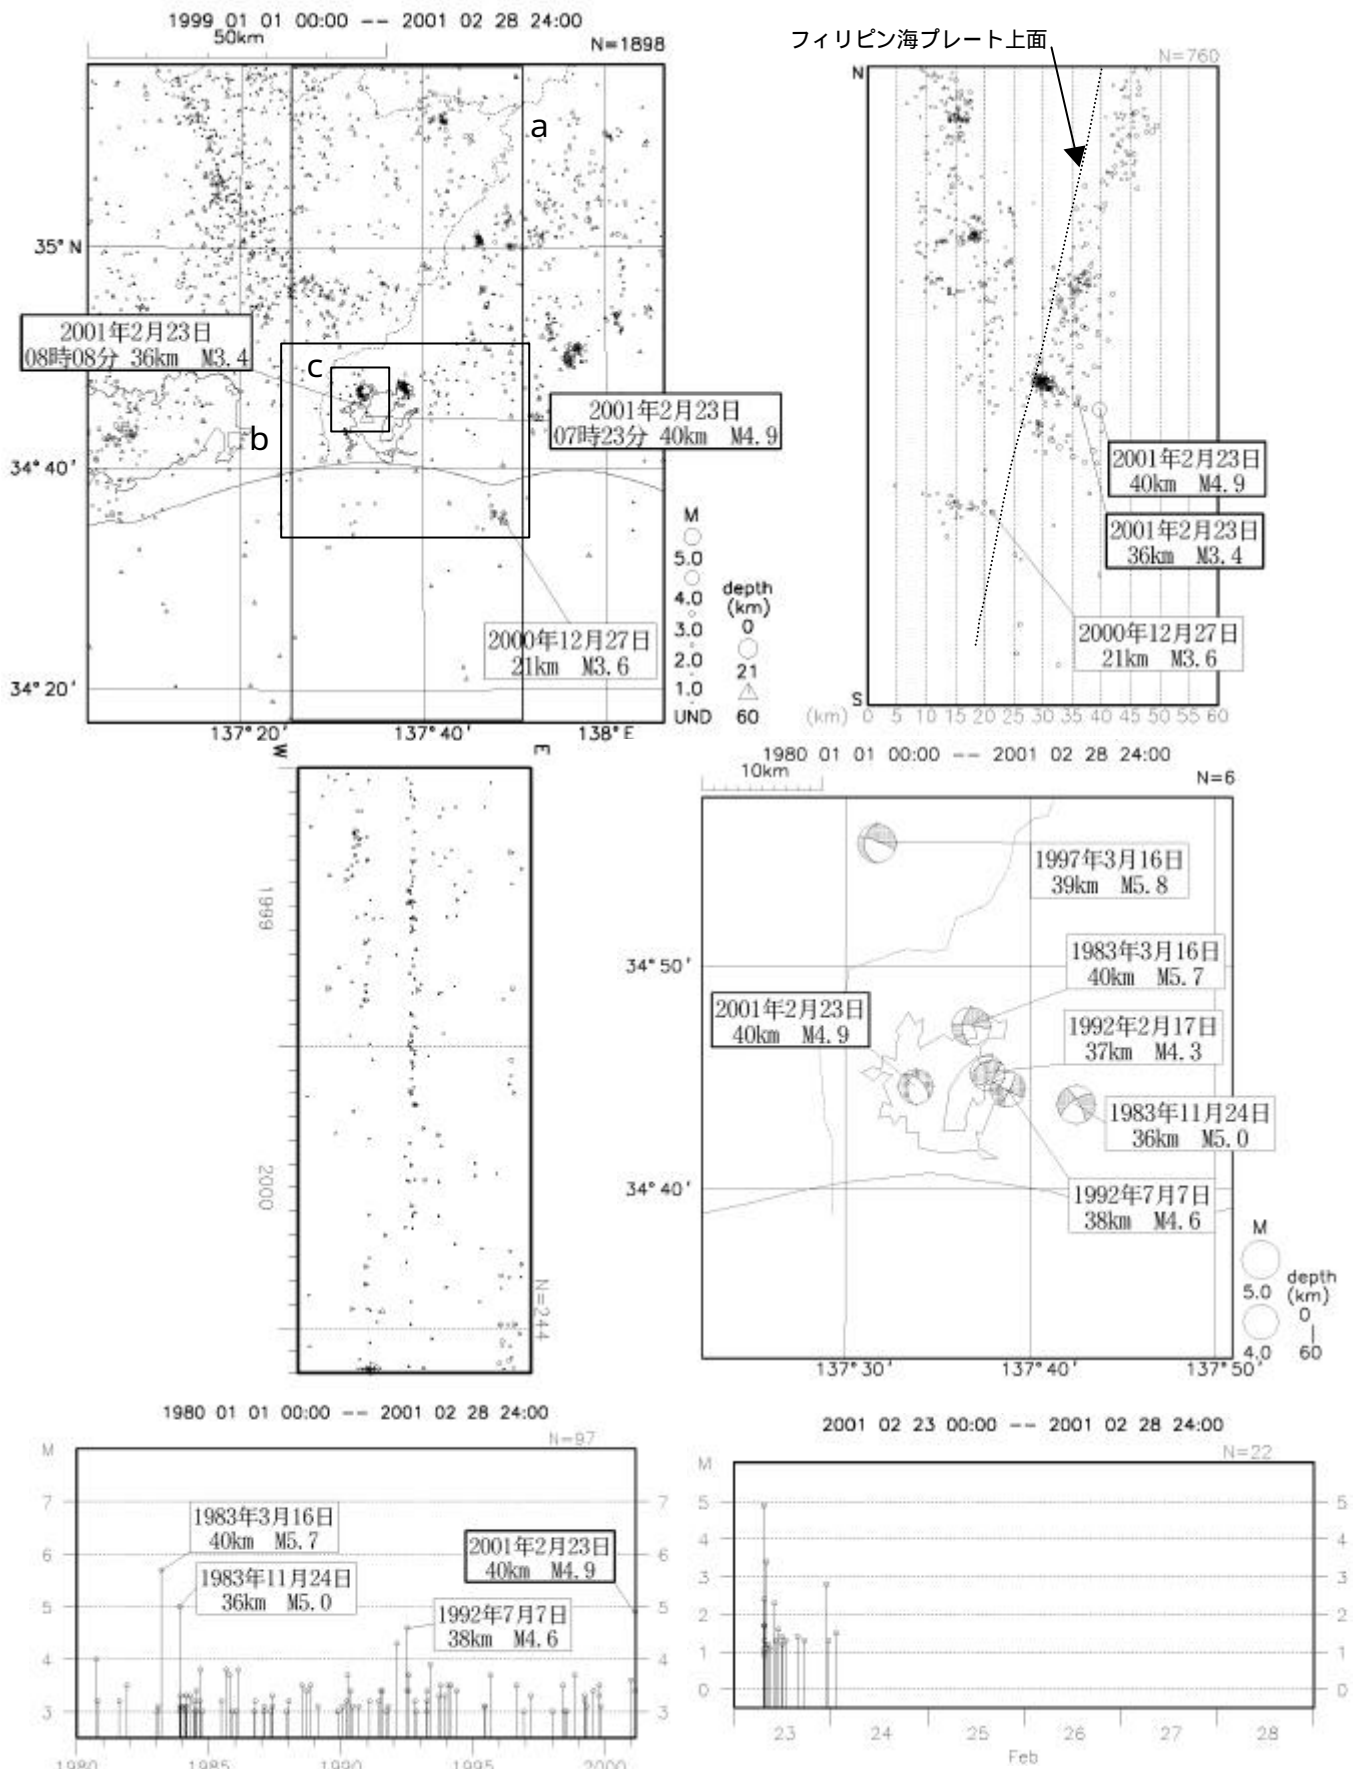 1999 01 01 00:00 -- 2001 02 28 24:00
50km
N=1898
a
35°N
2001年2月23日
08時08分 36km M3.4
c
b
2001年2月23日
07時23分 40km M4.9
34°40'
2000年12月27日
21km M3.6
34°20'
137°20'
137°40'
138°E
M
5.0
4.0
3.0
2.0
1.0
UND
depth
(km)
0
21
60
フィリピン海プレート上面
N=760
N
2001年2月23日
40km M4.9
2001年2月23日
36km M3.4
2000年12月27日
21km M3.6
S
(km) 0 5 10 15 20 25 30 35 40 45 50 55 60
W
E
1999
2000
N=244
1980 01 01 00:00 -- 2001 02 28 24:00
10km
N=6
1997年3月16日
39km M5.8
34°50'
1983年3月16日
40km M5.7
2001年2月23日
40km M4.9
1992年2月17日
37km M4.3
1983年11月24日
36km M5.0
34°40'
1992年7月7日
38km M4.6
M
5.0
4.0
depth
(km)
0
60
137°30'
137°40'
137°50'
1980 01 01 00:00 -- 2001 02 28 24:00
N=97
M
7
6
5
4
3
7
6
5
4
3
1983年3月16日
40km M5.7
1983年11月24日
36km M5.0
2001年2月23日
40km M4.9
1992年7月7日
38km M4.6
1980 1985 1990 1995 2000
2001 02 23 00:00 -- 2001 02 28 24:00
N=22
M
5
4
3
2
1
0
5
4
3
2
1
0
23 24 25 26 27 28
Feb